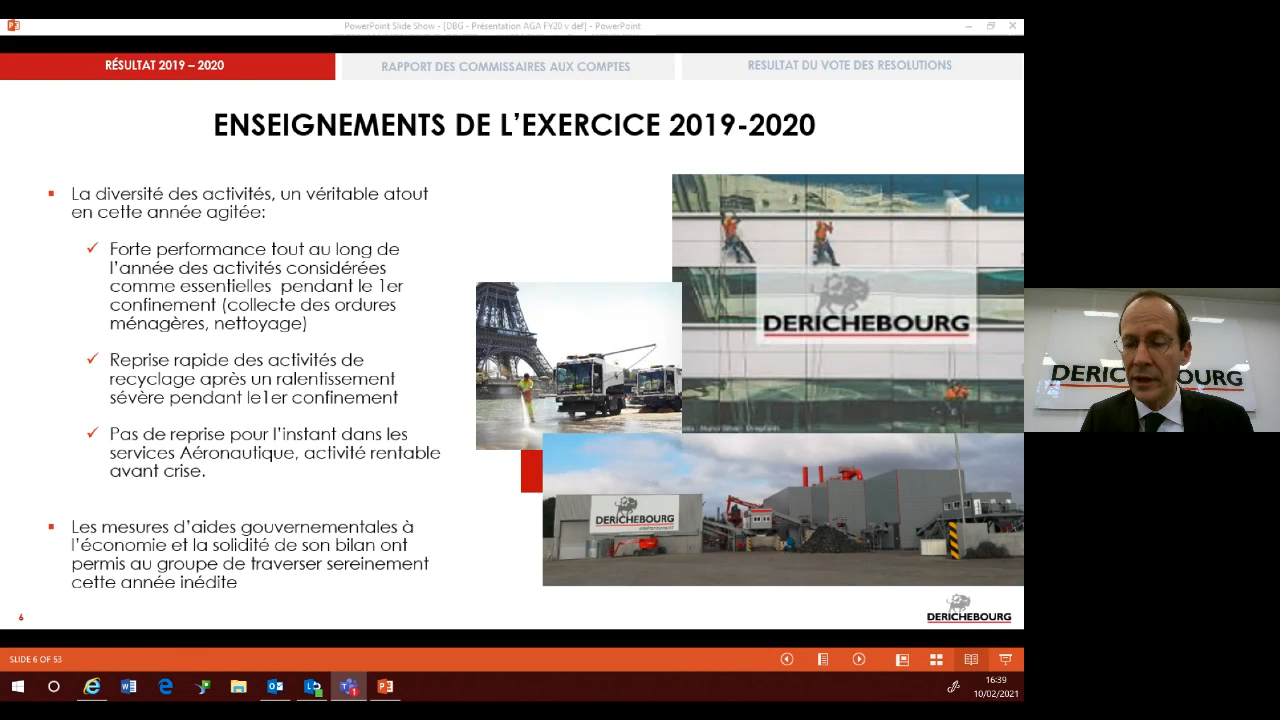 PowerPoint Slide Show - [DBG - Présentation AGA FY20 v def] - PowerPoint
RÉSULTAT 2019 – 2020
RAPPORT DES COMMISSAIRES AUX COMPTES
RESULTAT DU VOTE DES RESOLUTIONS
ENSEIGNEMENTS DE L'EXERCICE 2019-2020
La diversité des activités, un véritable atout
en cette année agitée:
Forte performance tout au long de
l'année des activités considérées
comme essentielles pendant le 1er
confinement (collecte des ordures
ménagères, nettoyage)
Reprise rapide des activités de
recyclage après un ralentissement
sévère pendant le1er confinement
Pas de reprise pour l'instant dans les
services Aéronautique, activité rentable
avant crise.
Les mesures d'aides gouvernementales à
l'économie et la solidité de son bilan ont
permis au groupe de traverser sereinement
cette année inédite
DERICHEBOURG
DERICHEBOURG
environnement
6
DERICHEBOURG
SLIDE 6 OF 53
16:39
10/02/2021